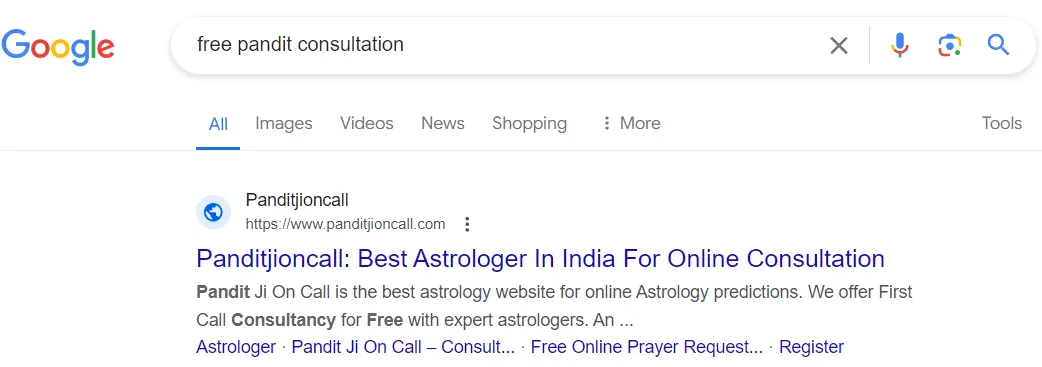 Google
free pandit consultation
All Images Videos News Shopping More Tools
Panditjioncall
https://www.panditjioncall.com
Panditjioncall: Best Astrologer In India For Online Consultation
Pandit Ji On Call is the best astrology website for online Astrology predictions. We offer First
Call Consultancy for Free with expert astrologers. An ...
Astrologer · Pandit Ji On Call – Consult... · Free Online Prayer Request... · Register